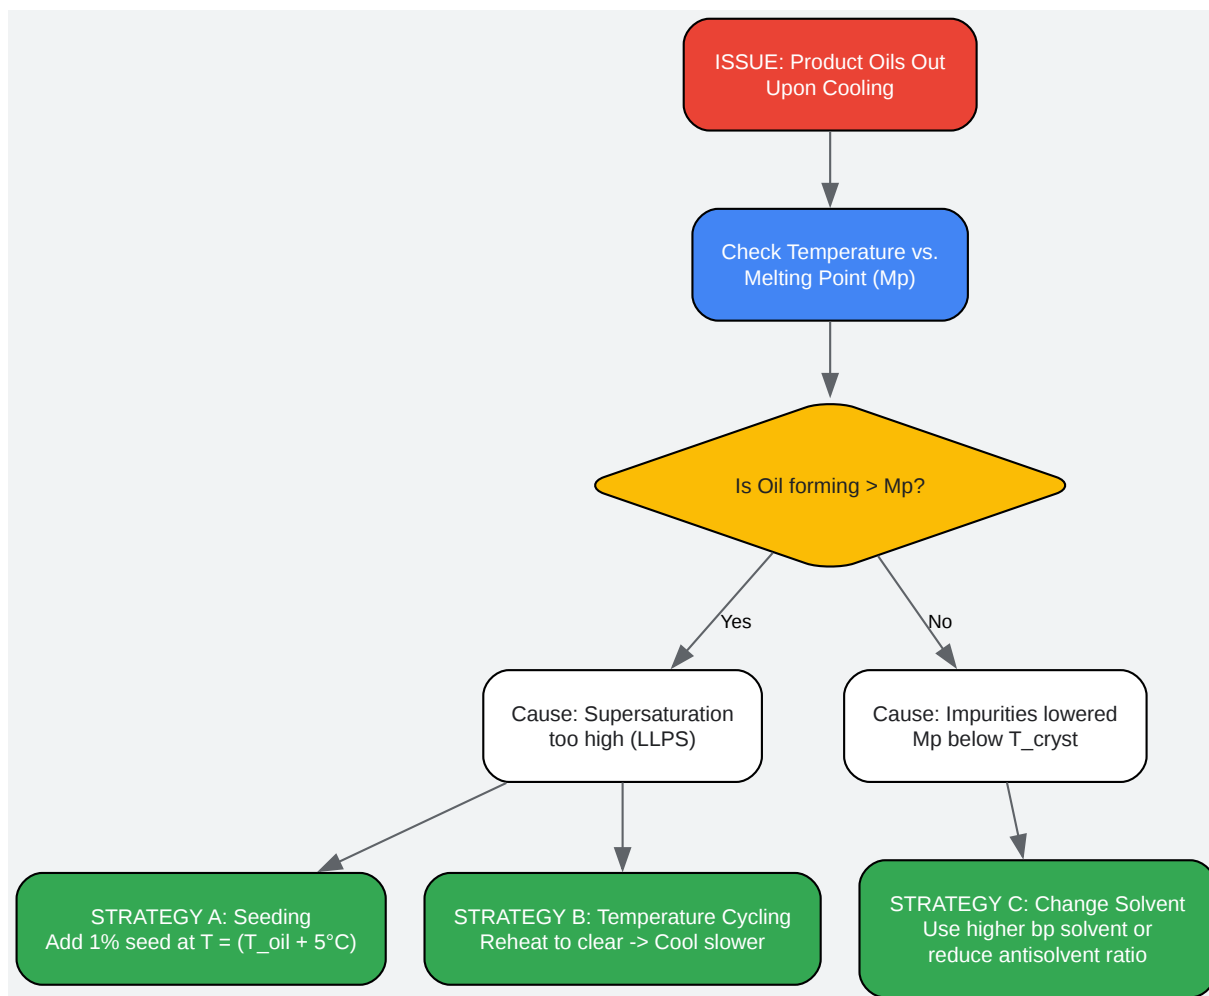 ISSUE: Product Oils Out
Upon Cooling
Check Temperature vs.
Melting Point (Mp)
Is Oil forming > Mp?
Yes
No
Cause: Supersaturation
too high (LLPS)
Cause: Impurities lowered
Mp below T_cryst
STRATEGY A: Seeding
Add 1% seed at T = (T_oil + 5°C)
STRATEGY B: Temperature Cycling
Reheat to clear -> Cool slower
STRATEGY C: Change Solvent
Use higher bp solvent or
reduce antisolvent ratio